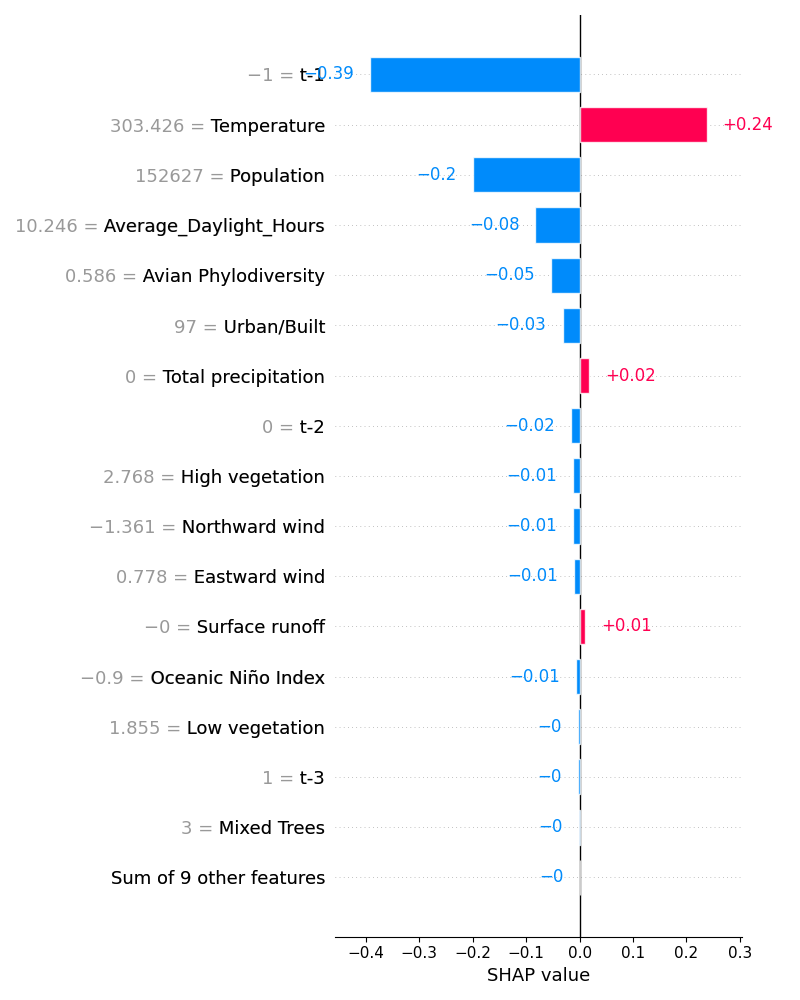 −1 = t-1 −0.39
303.426 = Temperature +0.24
152627 = Population −0.2
10.246 = Average_Daylight_Hours −0.08
0.586 = Avian Phylodiversity −0.05
97 = Urban/Built −0.03
0 = Total precipitation +0.02
0 = t-2 −0.02
2.768 = High vegetation −0.01
−1.361 = Northward wind −0.01
0.778 = Eastward wind −0.01
−0 = Surface runoff +0.01
−0.9 = Oceanic Niño Index −0.01
1.855 = Low vegetation −0
1 = t-3 −0
3 = Mixed Trees −0
Sum of 9 other features −0
−0.4 −0.3 −0.2 −0.1 0.0 0.1 0.2 0.3
SHAP value